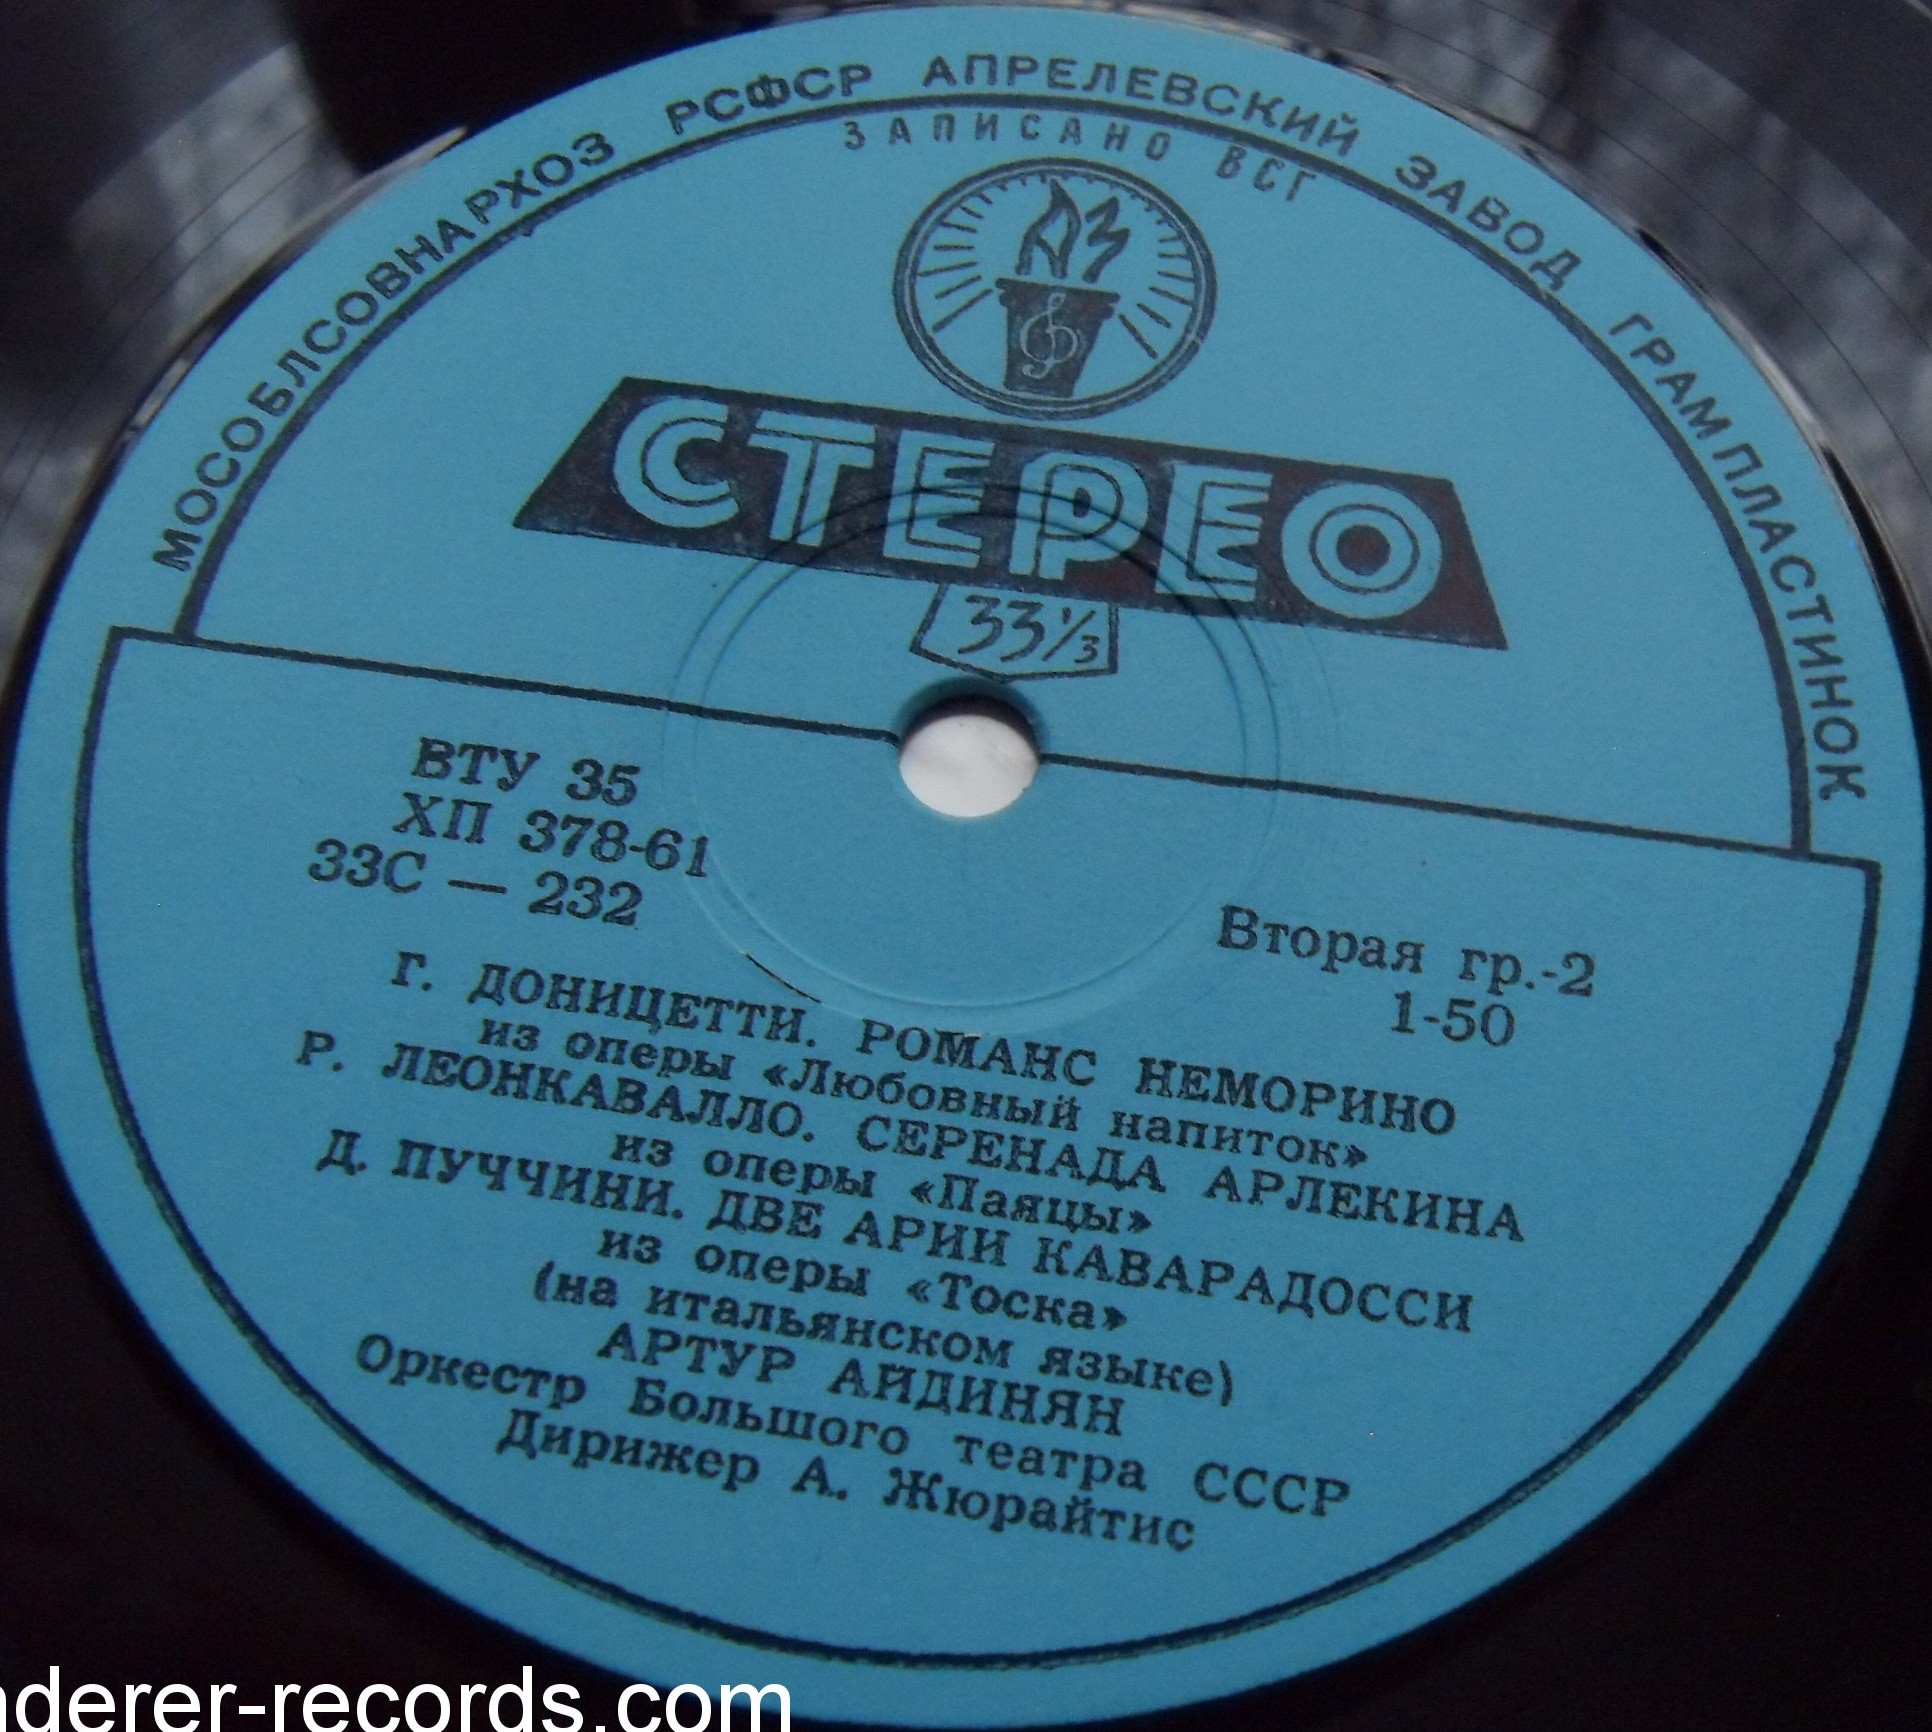 МОСОБЛСОВНАРХОЗ РСФСР АПРЕЛЕВСКИЙ ЗАВОД ГРАМПЛАСТИНОК
ЗАПИСАНО ВСГ
АЗ
СТЕРЕО
33⅓
ВТУ 35
ХП 378-61
33С — 232
Вторая гр.-2
1-50
Г. ДОНИЦЕТТИ. РОМАНС НЕМОРИНО
из оперы «Любовный напиток»
Р. ЛЕОНКАВАЛЛО. СЕРЕНАДА АРЛЕКИНА
из оперы «Паяцы»
Д. ПУЧЧИНИ. ДВЕ АРИИ КАВАРАДОССИ
из оперы «Тоска»
(на итальянском языке)
АРТУР АЙДИНЯН
Оркестр Большого театра СССР
Дирижер А. Жюрайтис
nderer-records.com